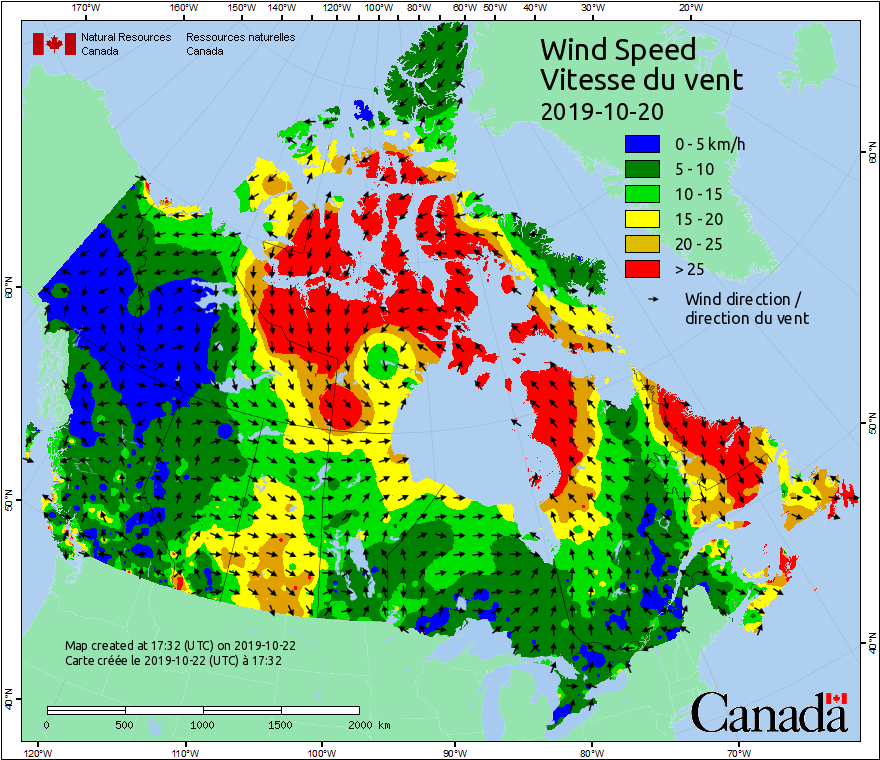 170°W 160°W 150°W 140°W 130°W 120°W 110°W 100°W 90°W 80°W 70°W 60°W 50°W 40°W 30°W 20°W
Natural Resources Canada
Ressources naturelles Canada
Wind Speed
Vitesse du vent
2019-10-20
0 - 5 km/h
5 - 10
10 - 15
15 - 20
20 - 25
> 25
Wind direction /
direction du vent
60°N
50°N
40°N
60°N
50°N
40°N
Map created at 17:32 (UTC) on 2019-10-22
Carte créée le 2019-10-22 (UTC) à 17:32
0 500 1000 1500 2000 km
Canada
120°W 110°W 100°W 90°W 80°W 70°W